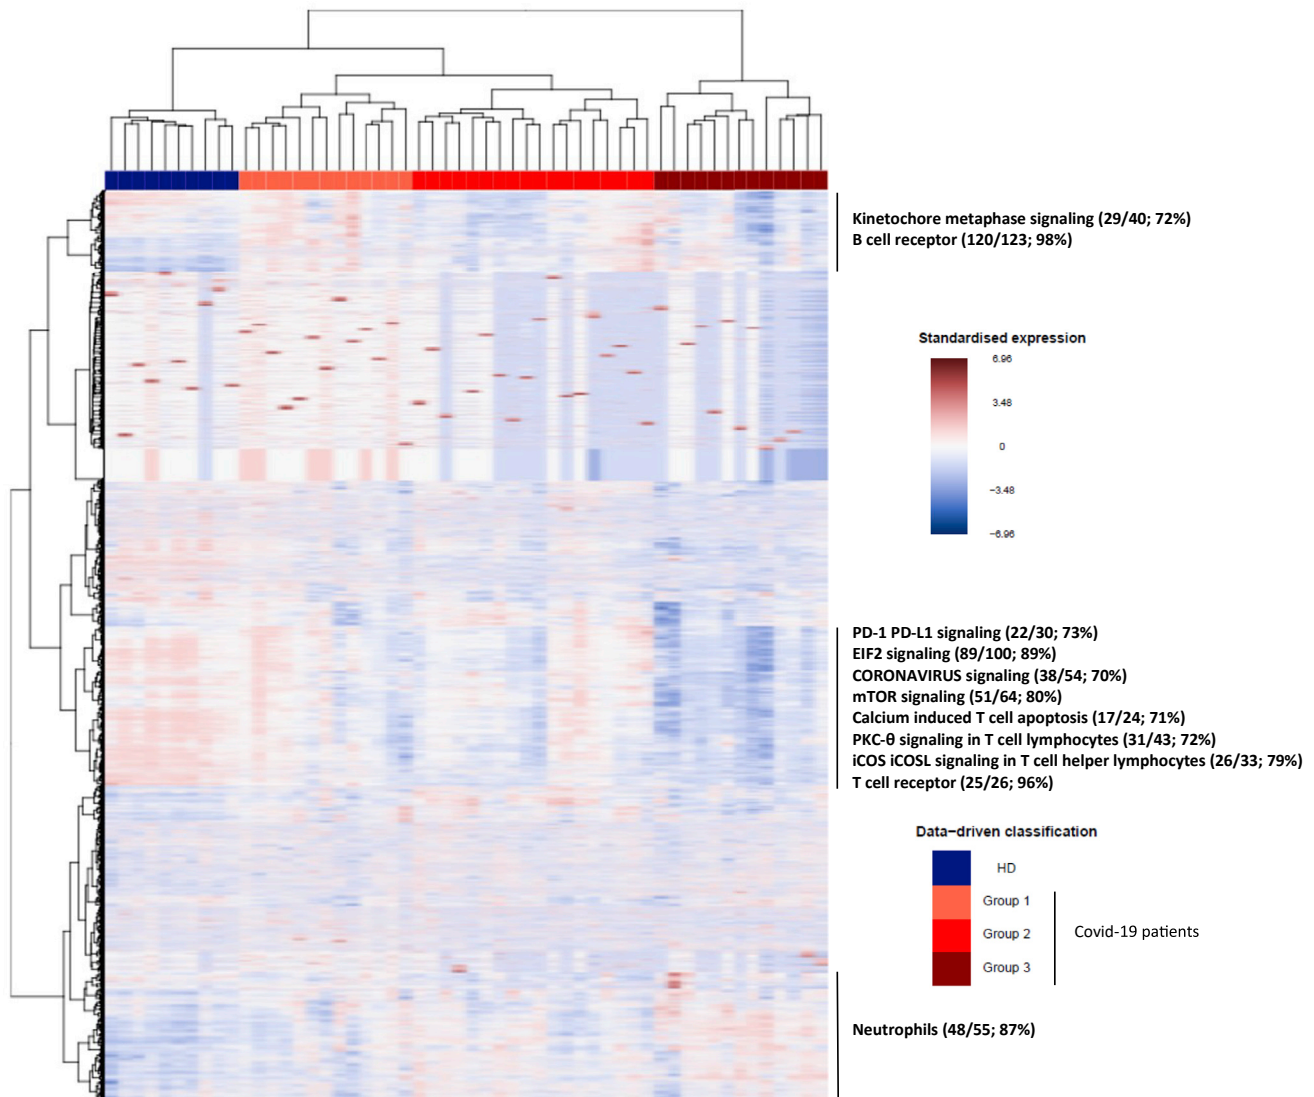 Kinetochore metaphase signaling (29/40; 72%)
B cell receptor (120/123; 98%)
Standardised expression
6.96
3.48
0
−3.48
−6.96
PD-1 PD-L1 signaling (22/30; 73%)
EIF2 signaling (89/100; 89%)
CORONAVIRUS signaling (38/54; 70%)
mTOR signaling (51/64; 80%)
Calcium induced T cell apoptosis (17/24; 71%)
PKC-θ signaling in T cell lymphocytes (31/43; 72%)
iCOS iCOSL signaling in T cell helper lymphocytes (26/33; 79%)
T cell receptor (25/26; 96%)
Data−driven classification
HD
Group 1
Group 2
Covid-19 patients
Group 3
Neutrophils (48/55; 87%)